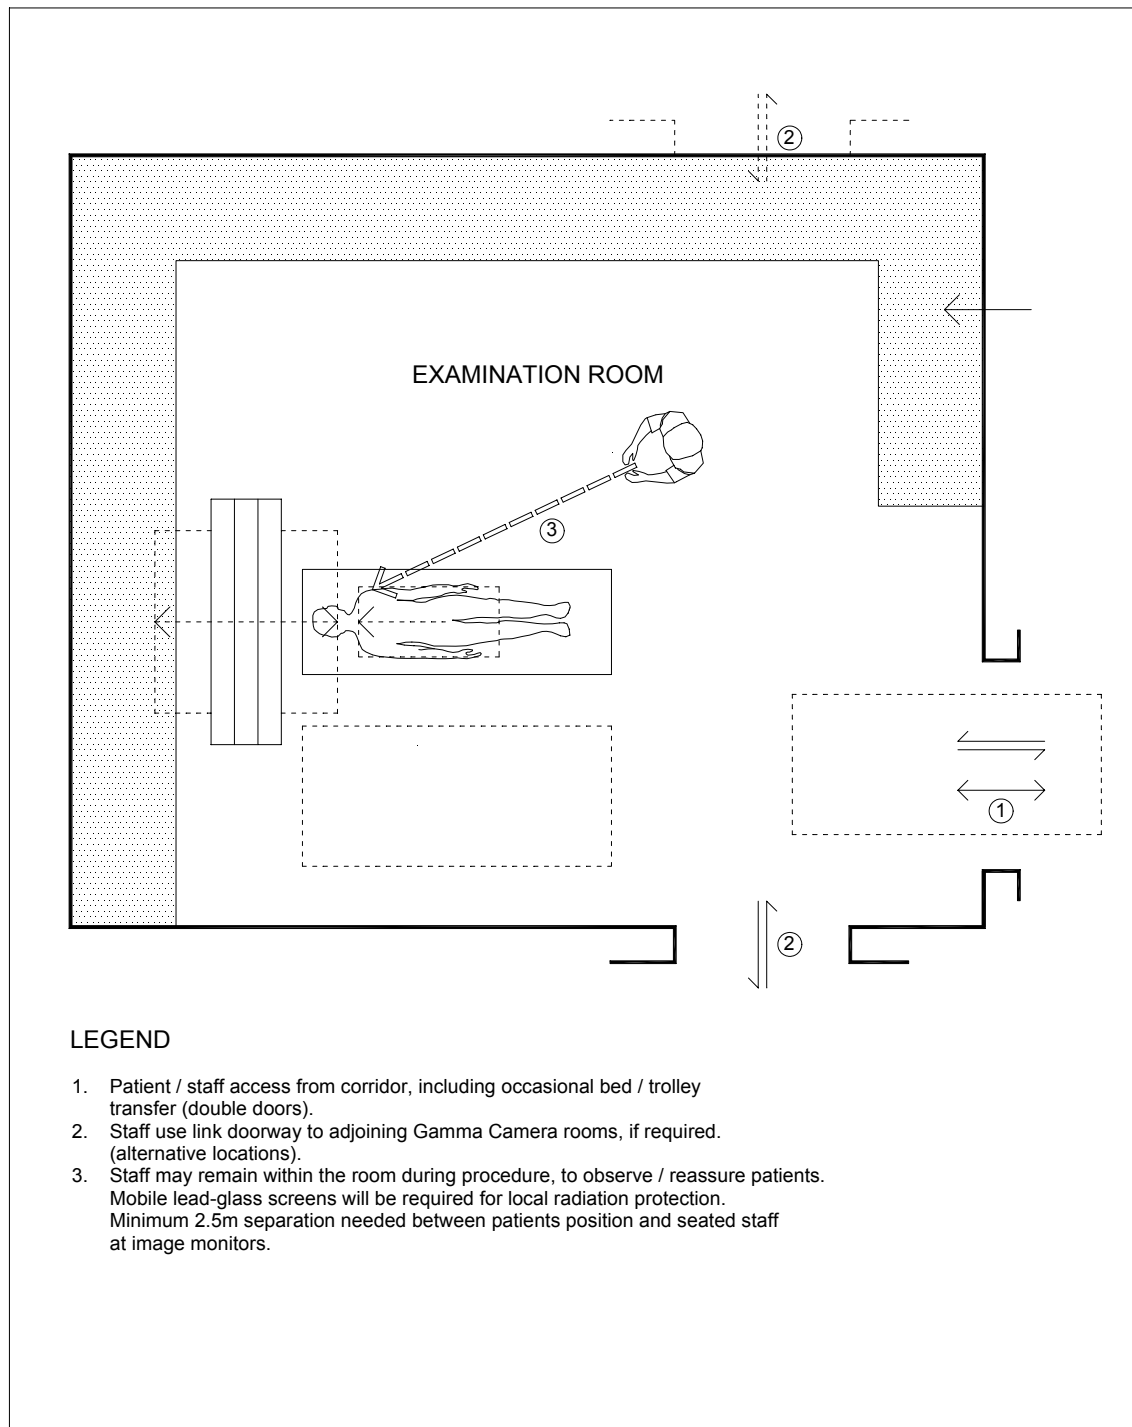 2
EXAMINATION ROOM
3
1
2
LEGEND
1. Patient / staff access from corridor, including occasional bed / trolley
transfer (double doors).
2. Staff use link doorway to adjoining Gamma Camera rooms, if required.
(alternative locations).
3. Staff may remain within the room during procedure, to observe / reassure patients.
Mobile lead-glass screens will be required for local radiation protection.
Minimum 2.5m separation needed between patients position and seated staff
at image monitors.